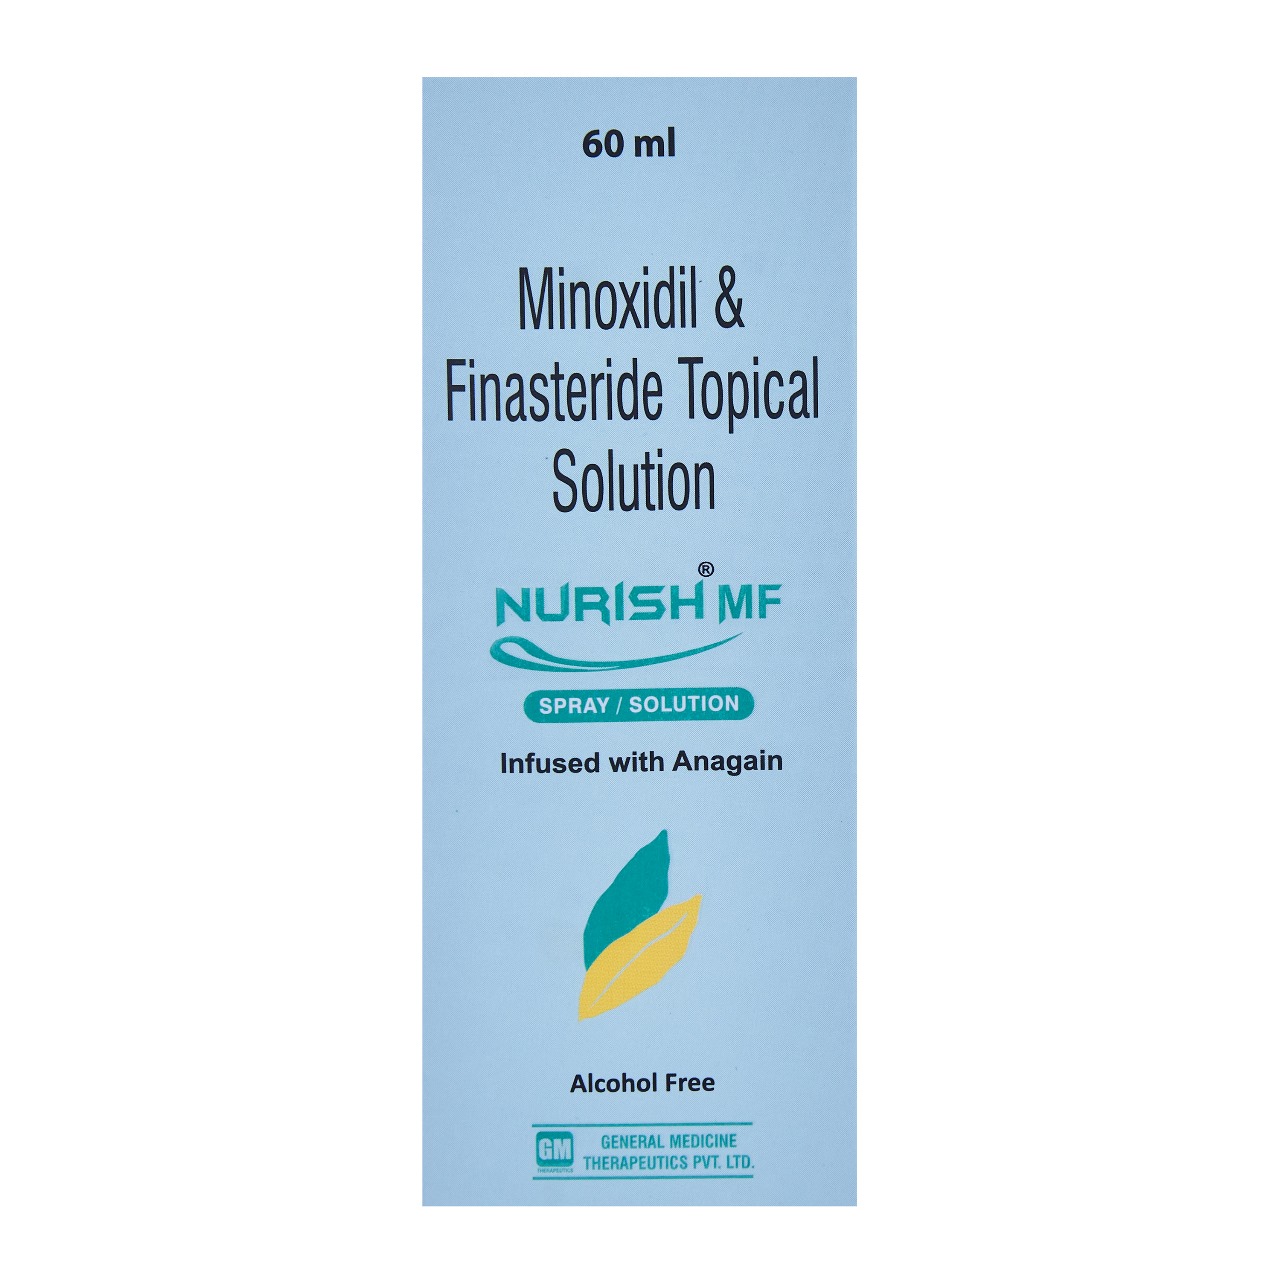 60 ml
Minoxidil &
Finasteride Topical
Solution
NURISH® MF
SPRAY / SOLUTION
Infused with Anagain
Alcohol Free
GM
THERAPEUTICS
GENERAL MEDICINE
THERAPEUTICS PVT. LTD.